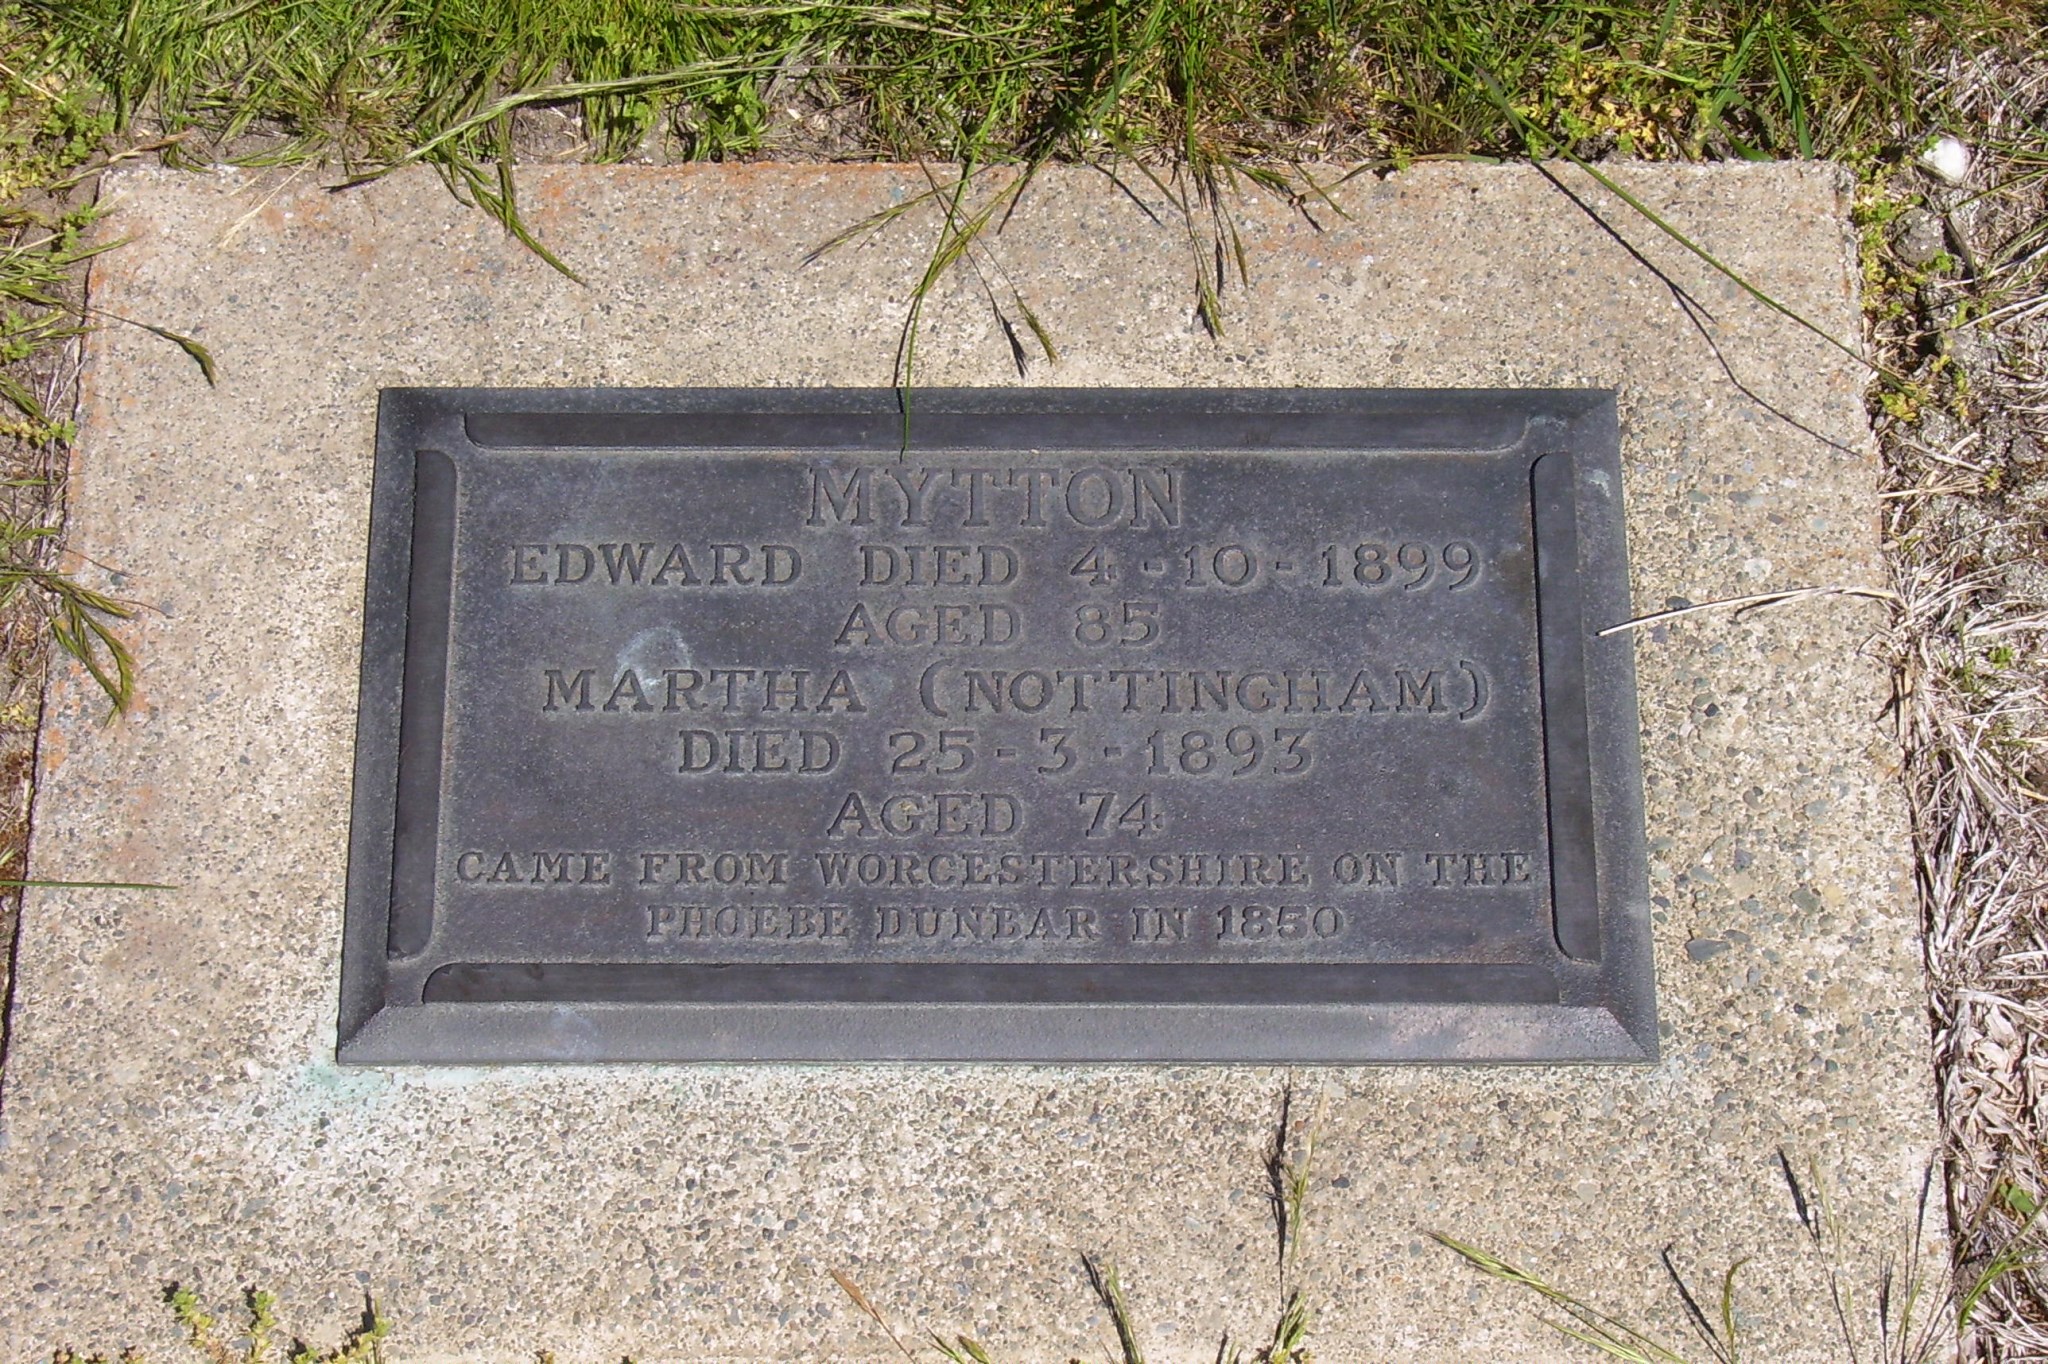 MYTTON
EDWARD DIED 4-10-1899
AGED 85
MARTHA (NOTTINGHAM)
DIED 25-3-1893
AGED 74
CAME FROM WORCESTERSHIRE ON THE
PHOEBE DUNBAR IN 1850